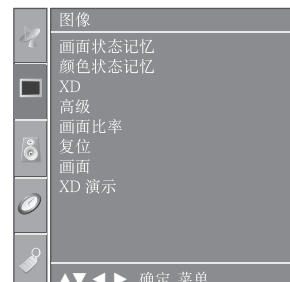 图像
画面状态记忆
颜色状态记忆
XD
高级
画面比率
复位
画面
XD 演示
▲▼◀▶ 确定 菜单